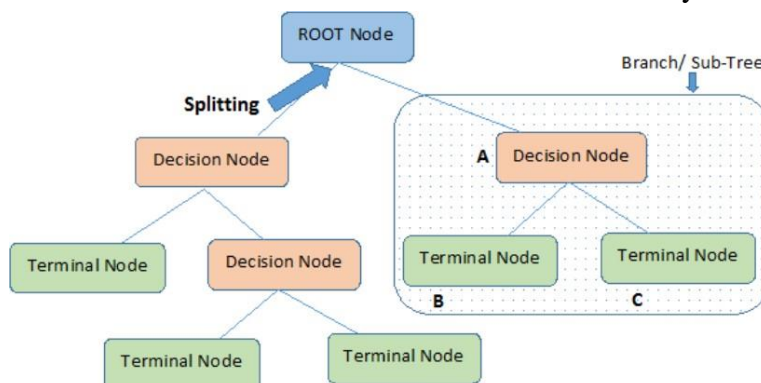 ROOT Node
Branch/ Sub-Tree
Splitting
Decision Node
A
Decision Node
Terminal Node
Decision Node
Terminal Node
Terminal Node
B
C
Terminal Node
Terminal Node